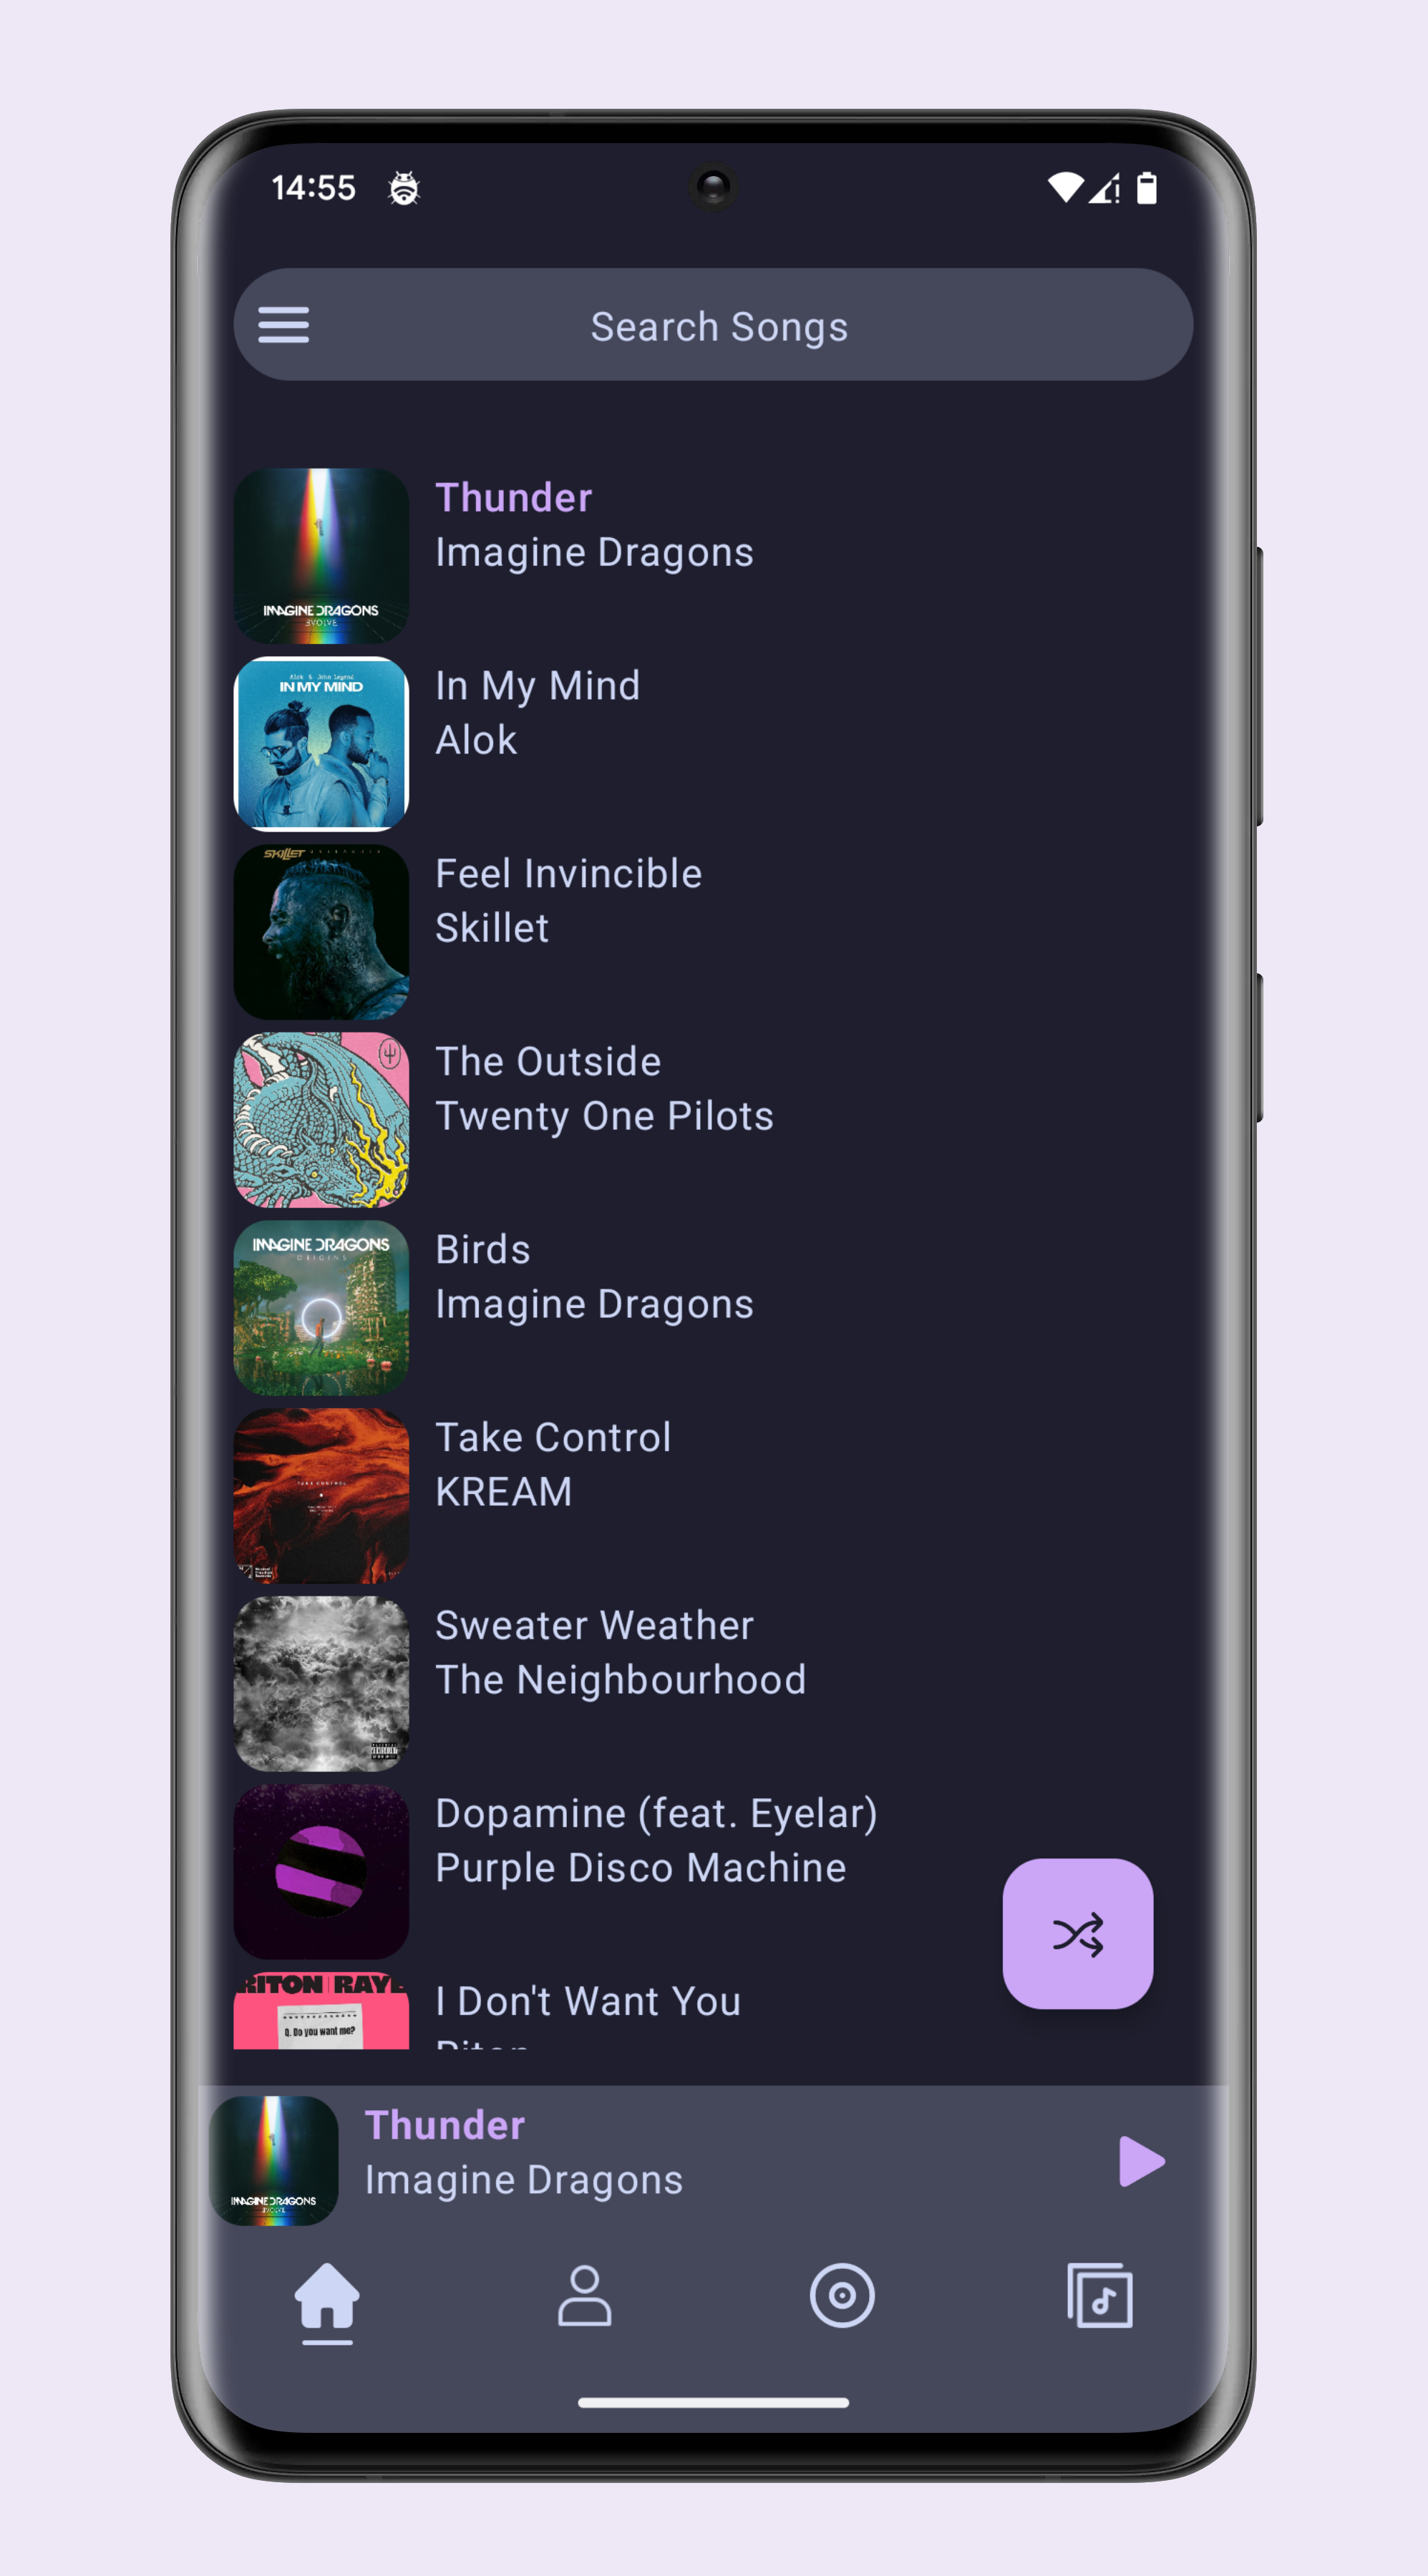 14:55
Search Songs
IMAGINE DRAGONS
EVOLVE
Thunder
Imagine Dragons
Alok & John Legend
IN MY MIND
In My Mind
Alok
SKILLET
Feel Invincible
Skillet
The Outside
Twenty One Pilots
IMAGINE DRAGONS
ORIGINS
Birds
Imagine Dragons
TAKE CONTROL
Take Control
KREAM
Sweater Weather
The Neighbourhood
Dopamine (feat. Eyelar)
Purple Disco Machine
RITON RAYE
Q. Do you want me?
I Don't Want You
Riton
IMAGINE DRAGONS
EVOLVE
Thunder
Imagine Dragons